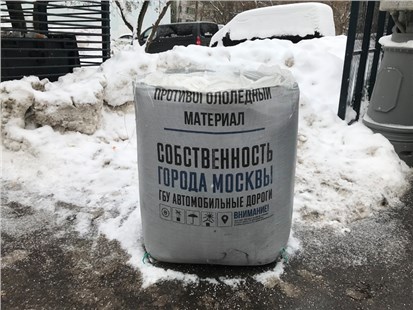 ПРОТИВОГОЛОЛЕДНЫЙ
МАТЕРИАЛ
СОБСТВЕННОСТЬ
ГОРОДА МОСКВЫ
ГБУ АВТОМОБИЛЬНЫЕ ДОРОГИ
ВНИМАНИЕ!